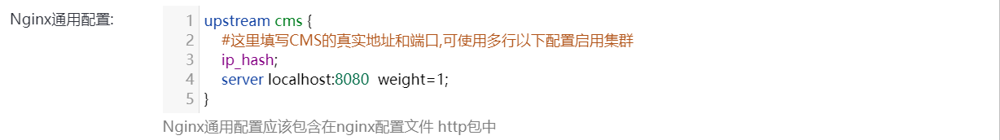 Nginx通用配置:
1 upstream cms {
2 #这里填写CMS的真实地址和端口,可使用多行以下配置启用集群
3 ip_hash;
4 server localhost:8080  weight=1;
5 }
Nginx通用配置应该包含在nginx配置文件 http包中